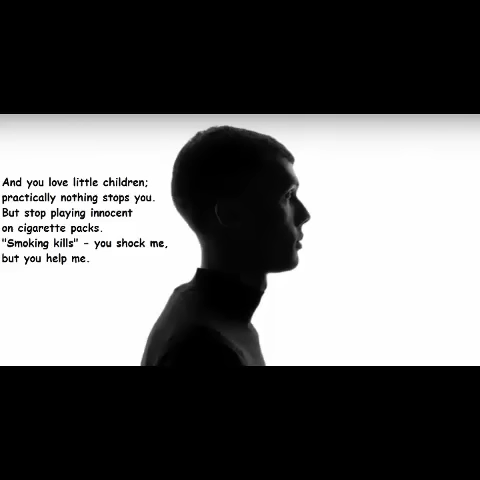 And you love little children;
practically nothing stops you.
But stop playing innocent
on cigarette packs.
"Smoking kills" - you shock me,
but you help me.